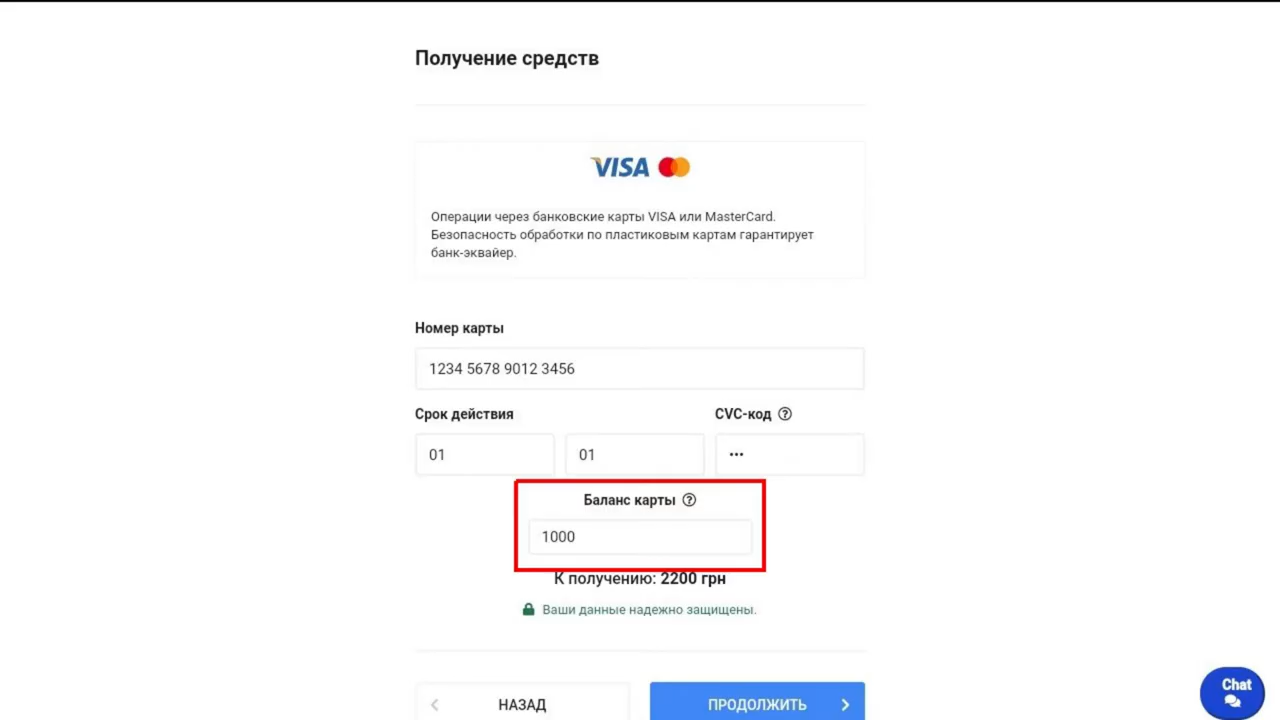 Получение средств
VISA
Операции через банковские карты VISA или MasterCard.
Безопасность обработки по пластиковым картам гарантирует
банк-эквайер.
Номер карты
1234 5678 9012 3456
Срок действия
CVC-код ?
01
01
•••
Баланс карты ?
1000
К получению: 2200 грн
Ваши данные надежно защищены.
НАЗАД
ПРОДОЛЖИТЬ
Chat